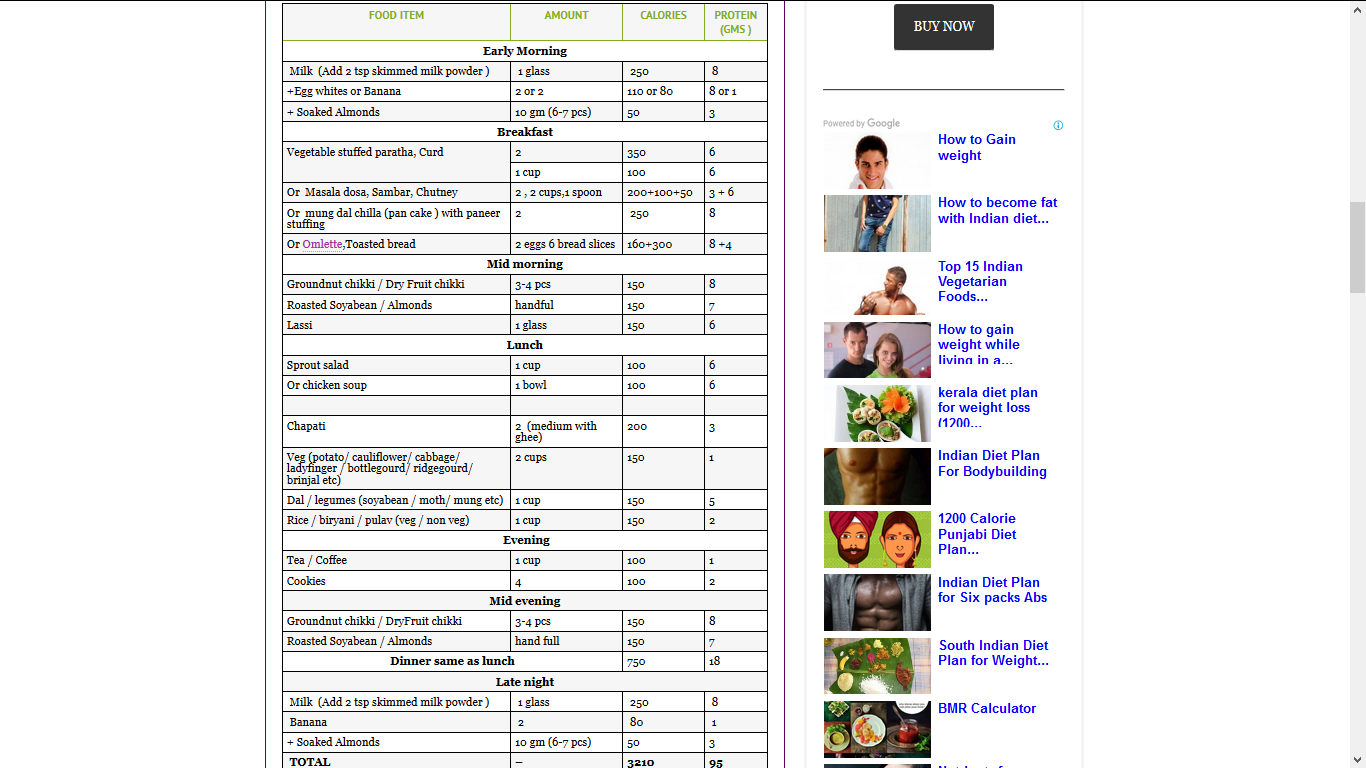 FOOD ITEM AMOUNT CALORIES PROTEIN
(GMS )
Early Morning
Milk (Add 2 tsp skimmed milk powder ) 1 glass 250 8
+Egg whites or Banana 2 or 2 110 or 80 8 or 1
+ Soaked Almonds 10 gm (6-7 pcs) 50 3
Breakfast
Vegetable stuffed paratha, Curd 2 350 6
1 cup 100 6
Or Masala dosa, Sambar, Chutney 2 , 2 cups,1 spoon 200+100+50 3 + 6
Or mung dal chilla (pan cake ) with paneer 2 250 8
stuffing
Or Omlette,Toasted bread 2 eggs 6 bread slices 160+300 8 +4
Mid morning
Groundnut chikki / Dry Fruit chikki 3-4 pcs 150 8
Roasted Soyabean / Almonds handful 150 7
Lassi 1 glass 150 6
Lunch
Sprout salad 1 cup 100 6
Or chicken soup 1 bowl 100 6
Chapati 2 (medium with 200 3
ghee)
Veg (potato/ cauliflower/ cabbage/ 2 cups 150 1
ladyfinger / bottlegourd/ ridgegourd/
brinjal etc)
Dal / legumes (soyabean / moth/ mung etc) 1 cup 150 5
Rice / biryani / pulav (veg / non veg) 1 cup 150 2
Evening
Tea / Coffee 1 cup 100 1
Cookies 4 100 2
Mid evening
Groundnut chikki / DryFruit chikki 3-4 pcs 150 8
Roasted Soyabean / Almonds hand full 150 7
Dinner same as lunch 750 18
Late night
Milk (Add 2 tsp skimmed milk powder ) 1 glass 250 8
Banana 2 80 1
+ Soaked Almonds 10 gm (6-7 pcs) 50 3
TOTAL – 3210 95
BUY NOW
Powered by Google
How to Gain
weight
How to become fat
with Indian diet...
Top 15 Indian
Vegetarian
Foods...
How to gain
weight while
living in a...
kerala diet plan
for weight loss
(1200...
Indian Diet Plan
For Bodybuilding
1200 Calorie
Punjabi Diet
Plan...
Indian Diet Plan
for Six packs Abs
South Indian Diet
Plan for Weight...
BMR Calculator